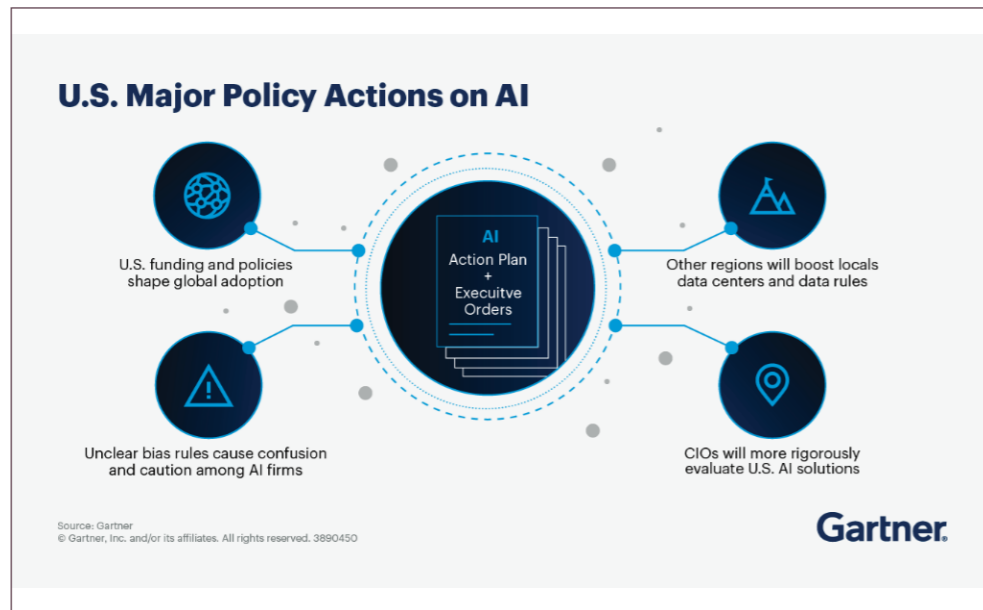 U.S. Major Policy Actions on AI
U.S. funding and policies
shape global adoption
AI
Action Plan
+
Execuitve
Orders
Other regions will boost locals
data centers and data rules
Unclear bias rules cause confusion
and caution among AI firms
CIOs will more rigorously
evaluate U.S. AI solutions
Source: Gartner
© Gartner, Inc. and/or its affiliates. All rights reserved. 3890450
Gartner®